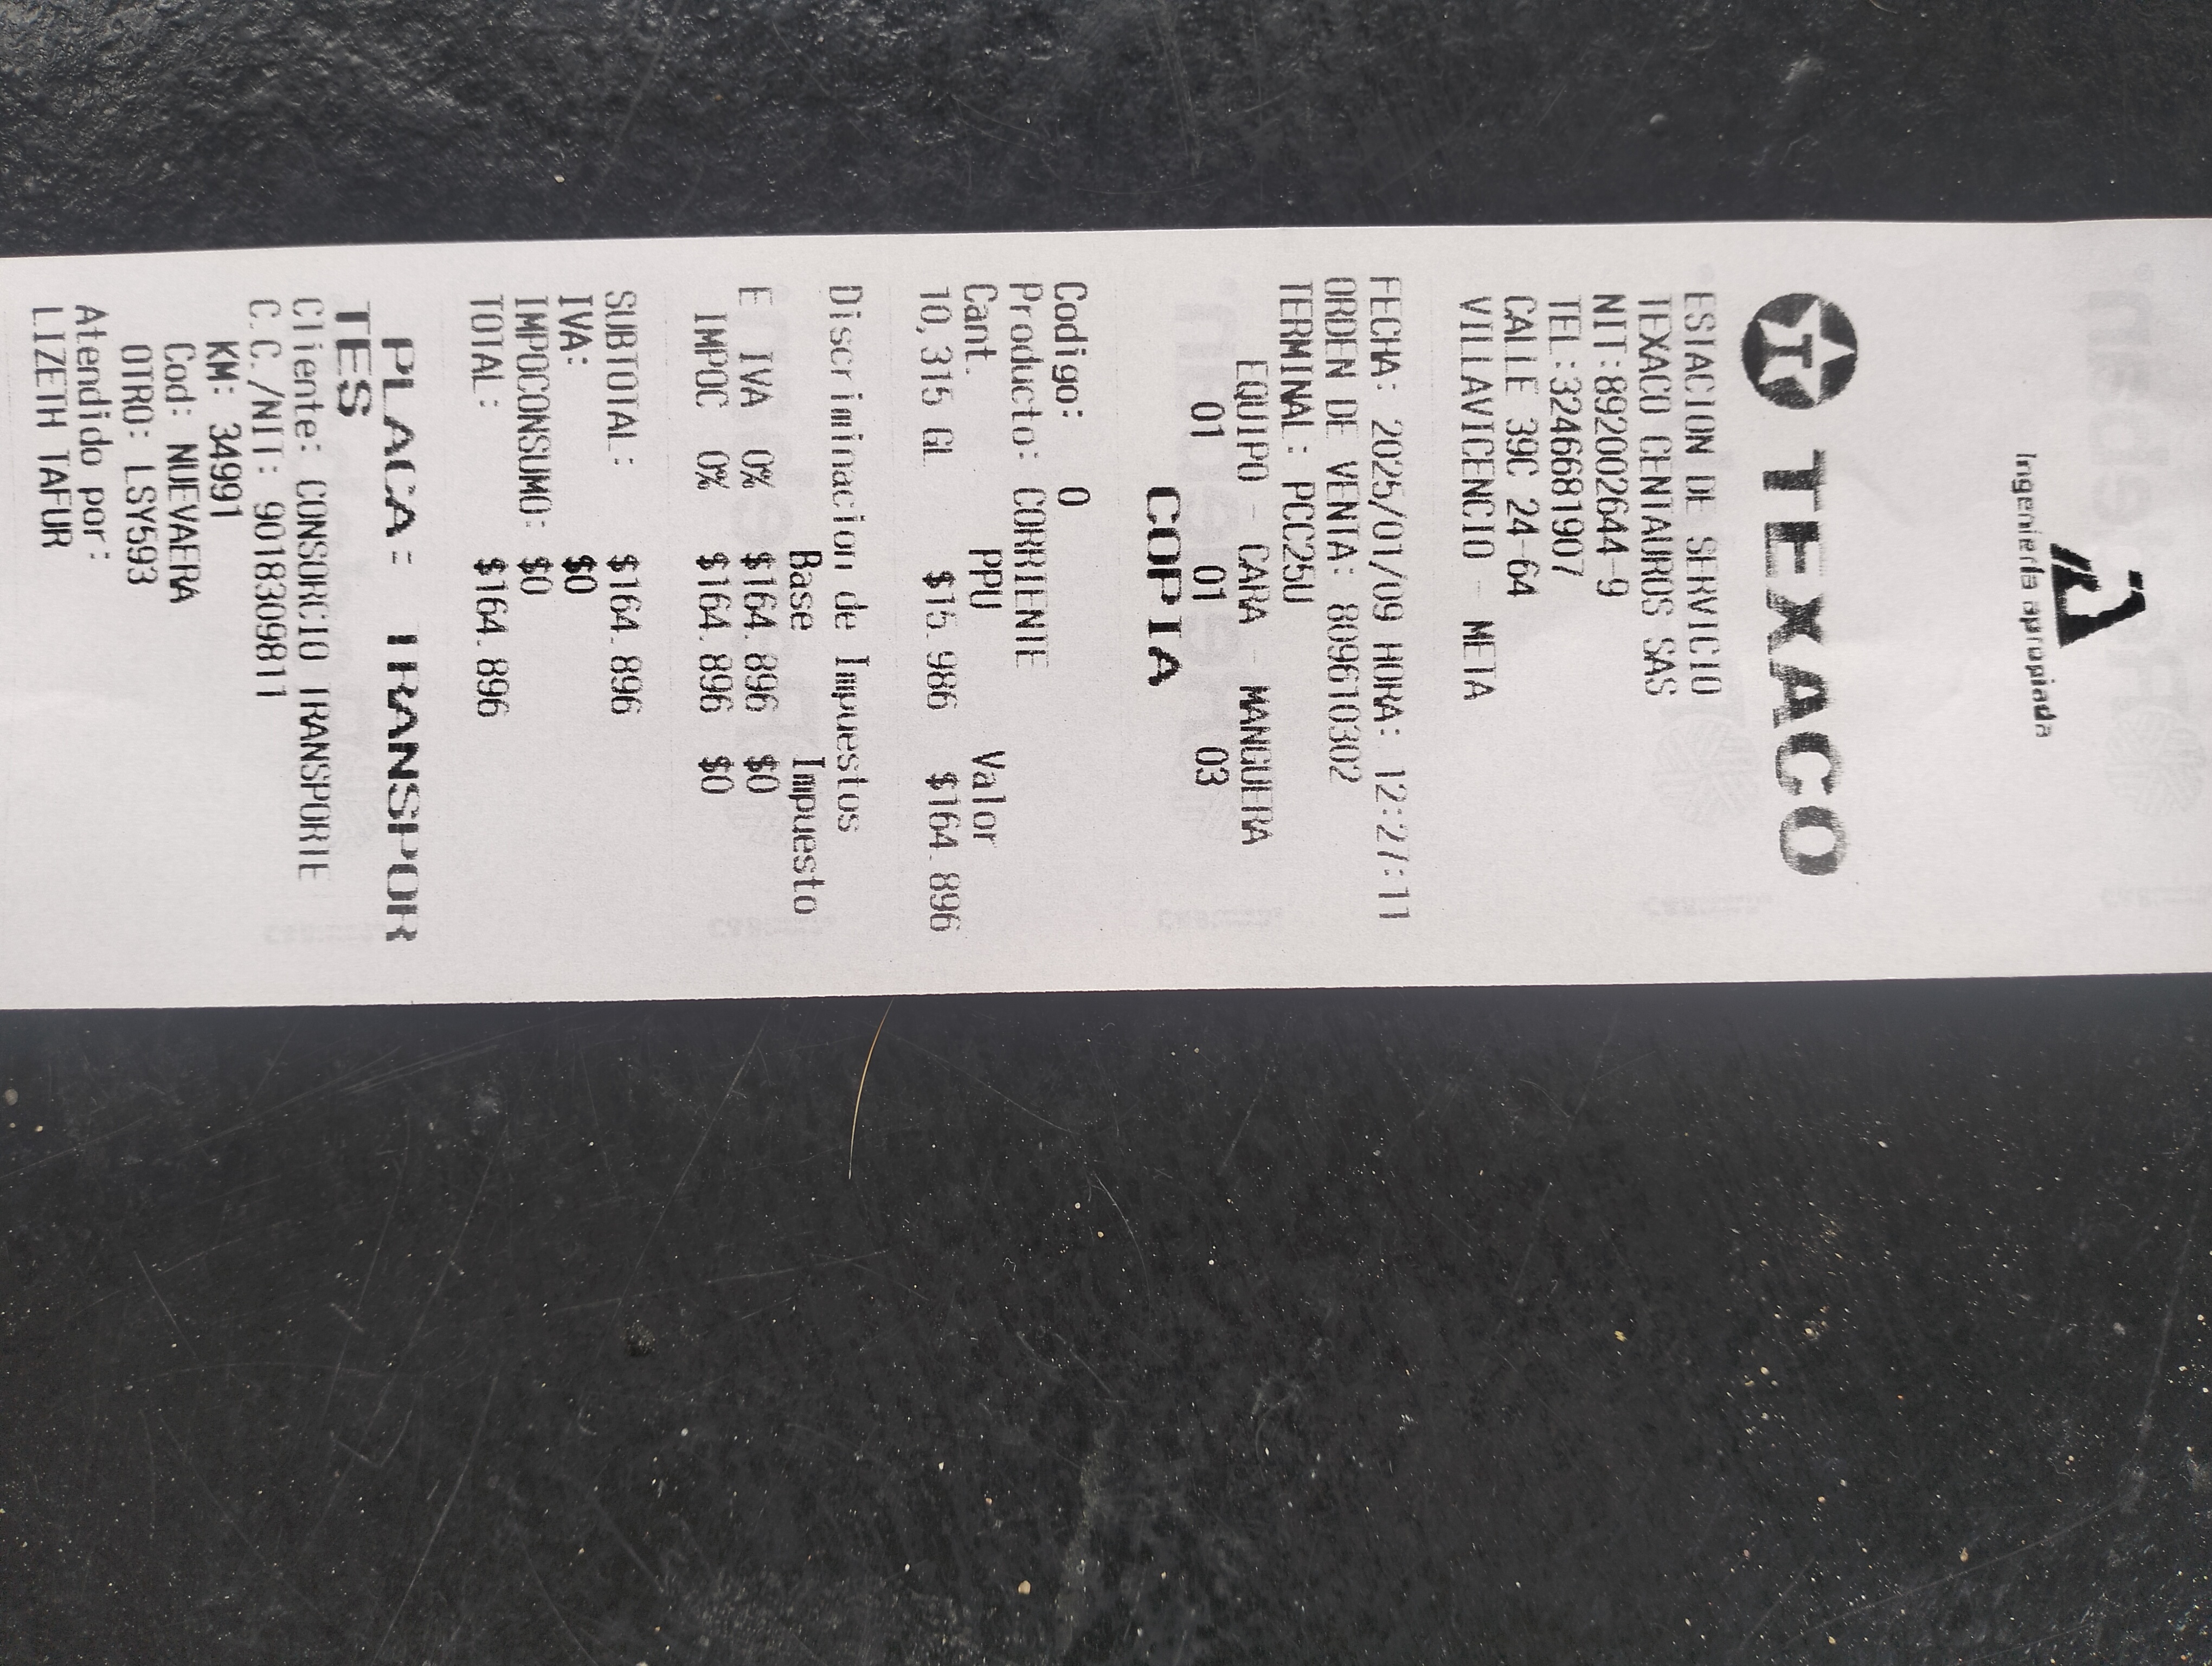 Ingeniería apropiada
TEXACO
ESTACION DE SERVICIO
TEXACO CENTAUROS SAS
NIT:892002644-9
TEL:3246681907
CALLE 39C 24-64
VILLAVICENCIO - META
FECHA: 2025/01/09 HORA: 12:27:11
ORDEN DE VENTA: 809610302
TERMINAL: PCC25U
EQUIPO - CARA - MANGUERA
01 01 03
COPIA
Codigo: 0
Producto: CORRIENTE
Cant. PPU Valor
10,315 GL $15.986 $164.896
Discriminacion de Impuestos
Base Impuesto
E IVA 0% $164.896 $0
IMPOC 0% $164.896 $0
SUBTOTAL: $164.896
IVA: $0
IMPOCONSUMO: $0
TOTAL: $164.896
PLACA: TRANSPOR
TES
Cliente: CONSORCIO TRANSPORTE
C.C./NIT: 9018309811
KM: 34991
Cod: NUEVAERA
OTRO: LSY593
Atendido por:
LIZETH TAFUR